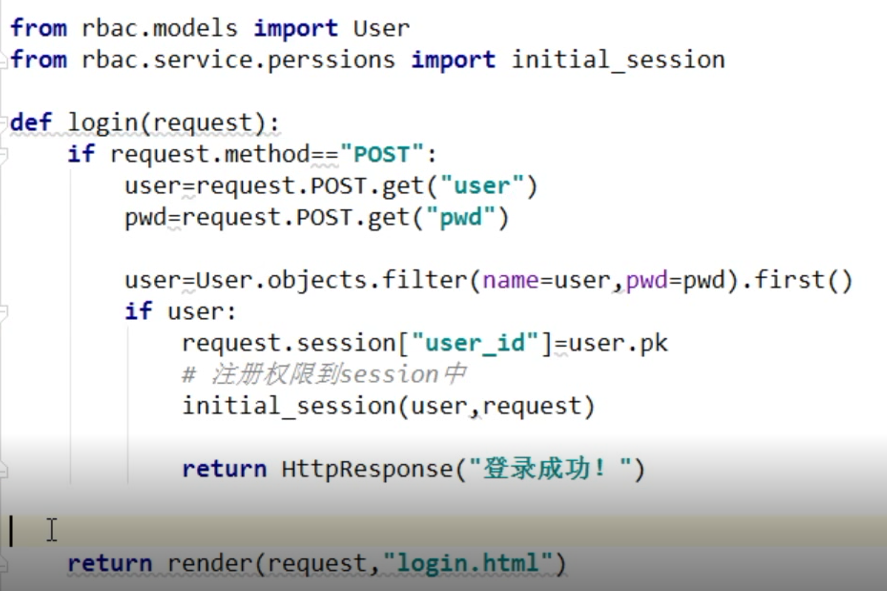 from rbac.models import User
from rbac.service.perssions import initial_session
def login(request):
if request.method=="POST":
user=request.POST.get("user")
pwd=request.POST.get("pwd")
user=User.objects.filter(name=user,pwd=pwd).first()
if user:
request.session["user_id"]=user.pk
# 注册权限到session中
initial_session(user,request)
return HttpResponse("登录成功！")
return render(request,"login.html")